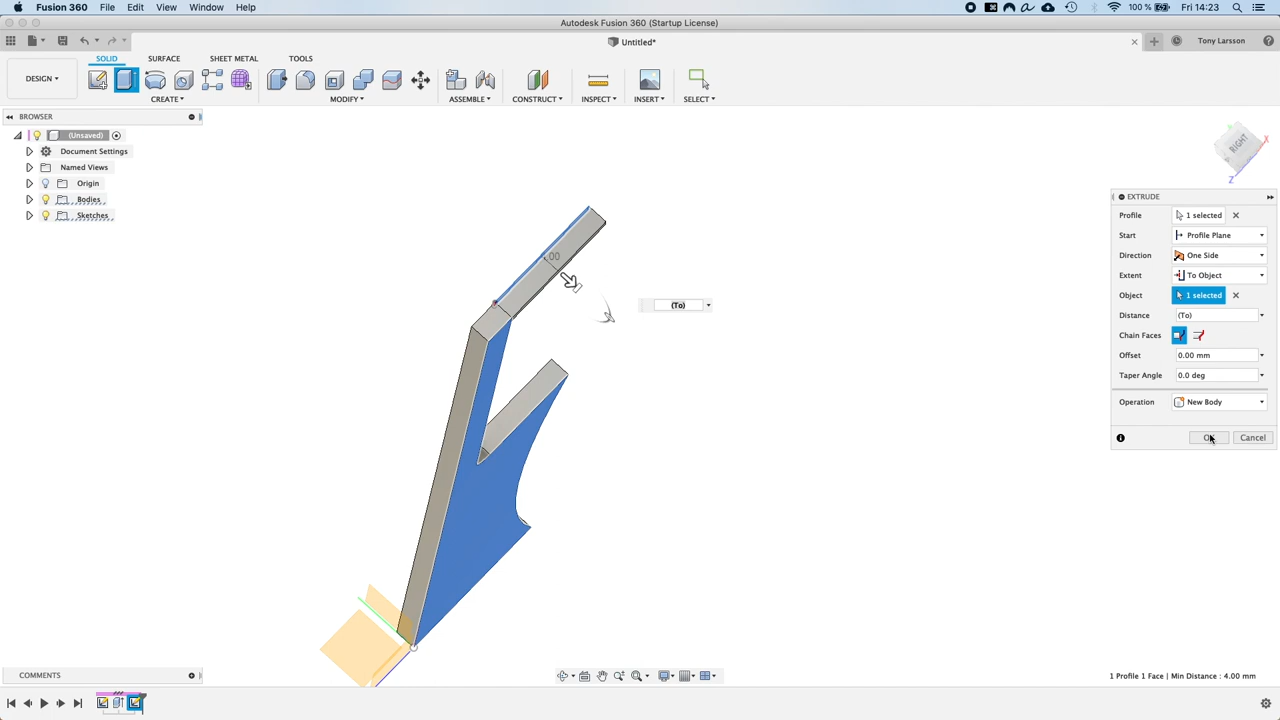 Fusion 360 File Edit View Window Help 100 % Fri 14:23
Autodesk Fusion 360 (Startup License)
Untitled* Tony Larsson
SOLID SURFACE SHEET METAL TOOLS
DESIGN
CREATE MODIFY ASSEMBLE CONSTRUCT INSPECT INSERT SELECT
BROWSER
(Unsaved)
Document Settings
Named Views
Origin
Bodies
Sketches
RIGHT
X
Z
EXTRUDE
Profile 1 selected
Start Profile Plane
Direction One Side
Extent To Object
Object 1 selected
Distance (To)
Chain Faces
Offset 0.00 mm
Taper Angle 0.0 deg
Operation New Body
Cancel
.00
(To)
COMMENTS
1 Profile 1 Face | Min Distance : 4.00 mm